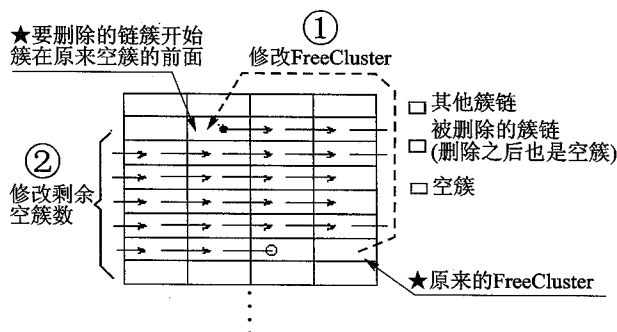 ①
★要删除的链簇开始
簇在原来空簇的前面
修改FreeCluster
其他簇链
被删除的簇链
(删除之后也是空簇)
空簇
②
修改剩余
空簇数
★原来的FreeCluster